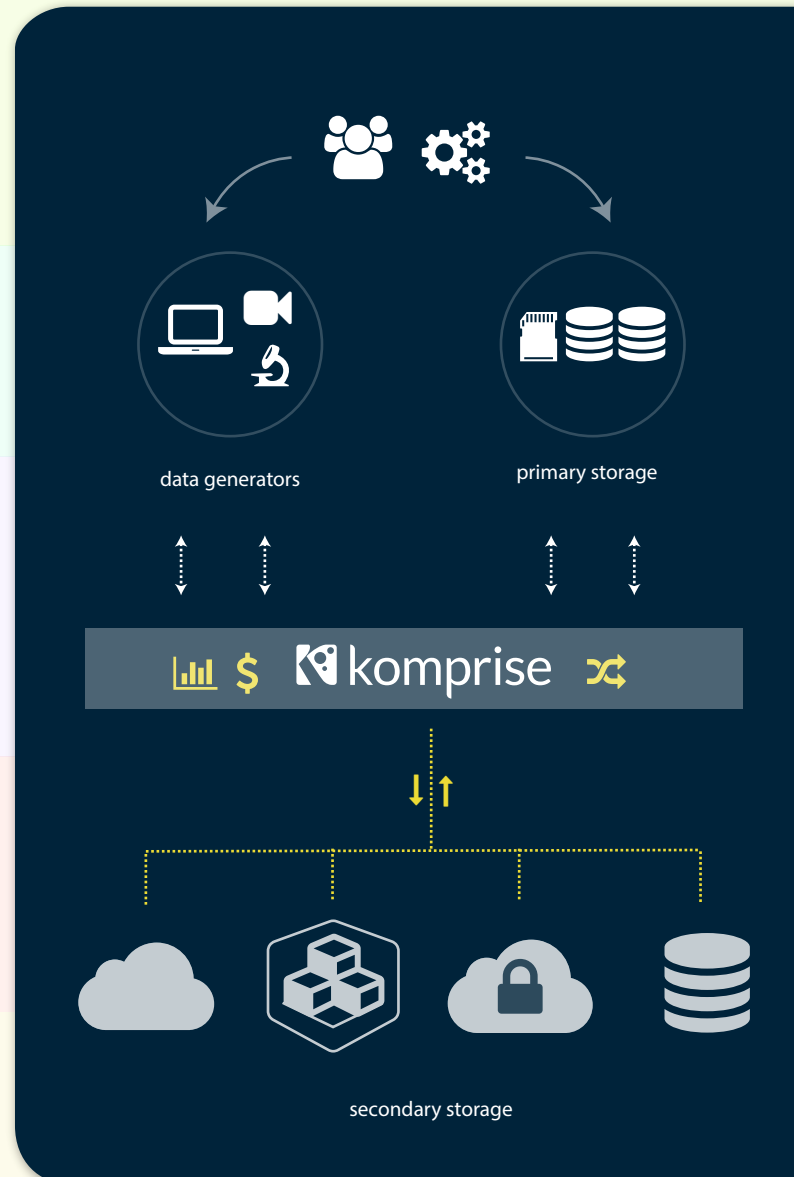 data generators
primary storage
$ komprise
secondary storage